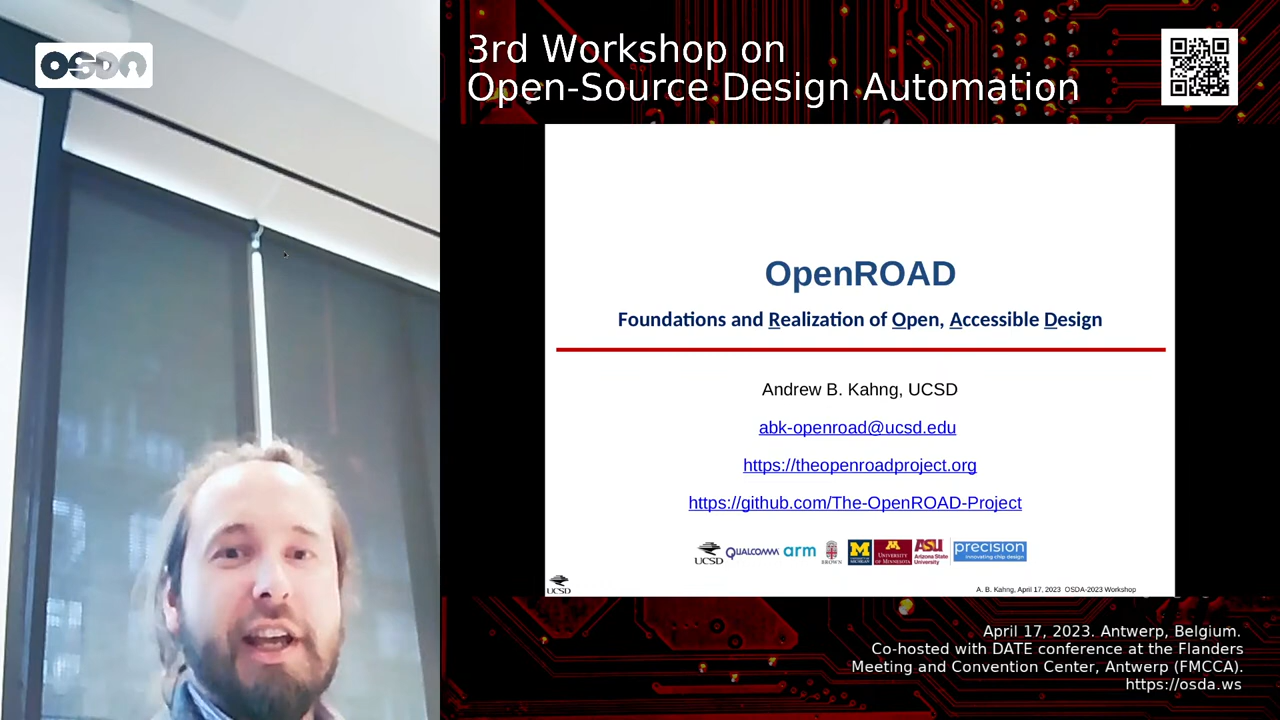 OSDA
3rd Workshop on
Open-Source Design Automation
OpenROAD
Foundations and Realization of Open, Accessible Design
Andrew B. Kahng, UCSD
abk-openroad@ucsd.edu
https://theopenroadproject.org
https://github.com/The-OpenROAD-Project
UCSD QUALCOMM arm BROWN UNIVERSITY OF MINNESOTA ASU Arizona State University precision innovating chip design
UCSD
A. B. Kahng, April 17, 2023 OSDA-2023 Workshop
April 17, 2023. Antwerp, Belgium.
Co-hosted with DATE conference at the Flanders
Meeting and Convention Center, Antwerp (FMCCA).
https://osda.ws